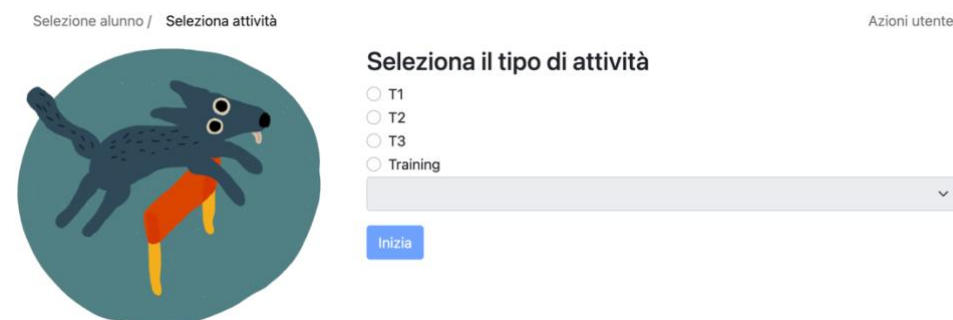 Selezione alunno / Seleziona attività
Azioni utente
Seleziona il tipo di attività
T1
T2
T3
Training
Inizia